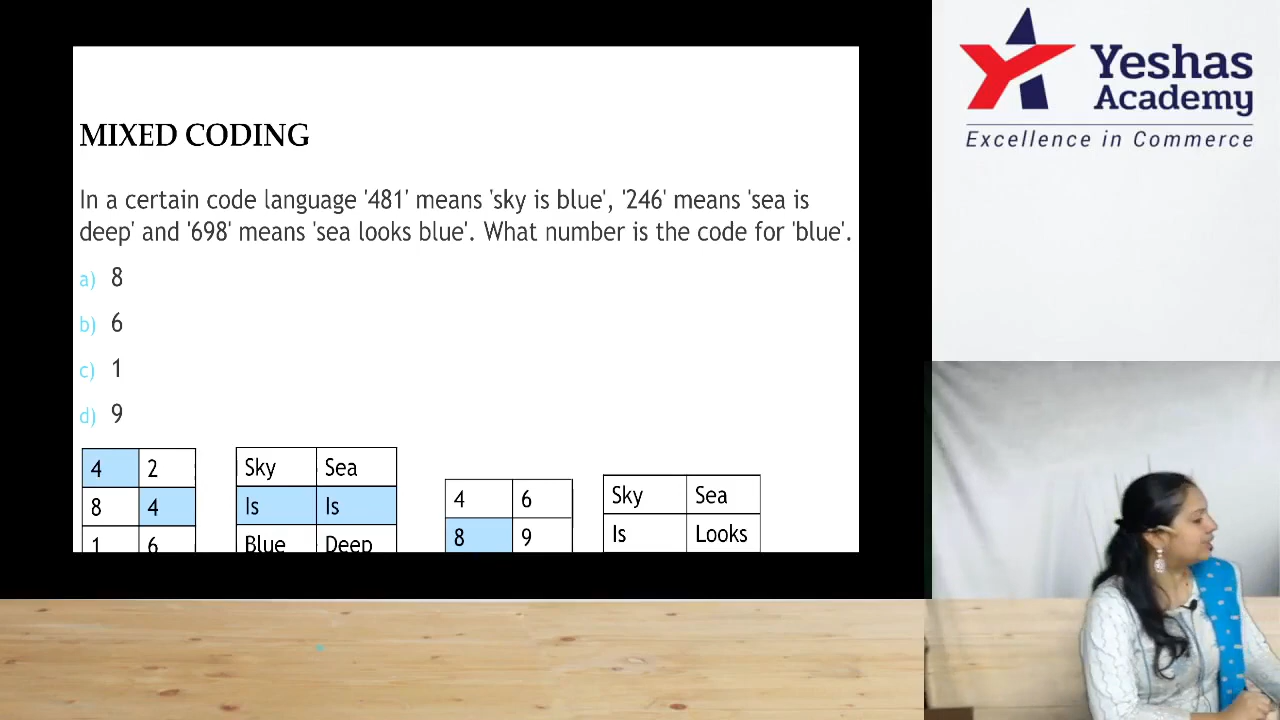 Yeshas
Academy
Excellence in Commerce
MIXED CODING
In a certain code language '481' means 'sky is blue', '246' means 'sea is
deep' and '698' means 'sea looks blue'. What number is the code for 'blue'.
a) 8
b) 6
c) 1
d) 9
4 2
8 4
1 6
Sky Sea
Is Is
Blue Deep
4 6
8 9
Sky Sea
Is Looks